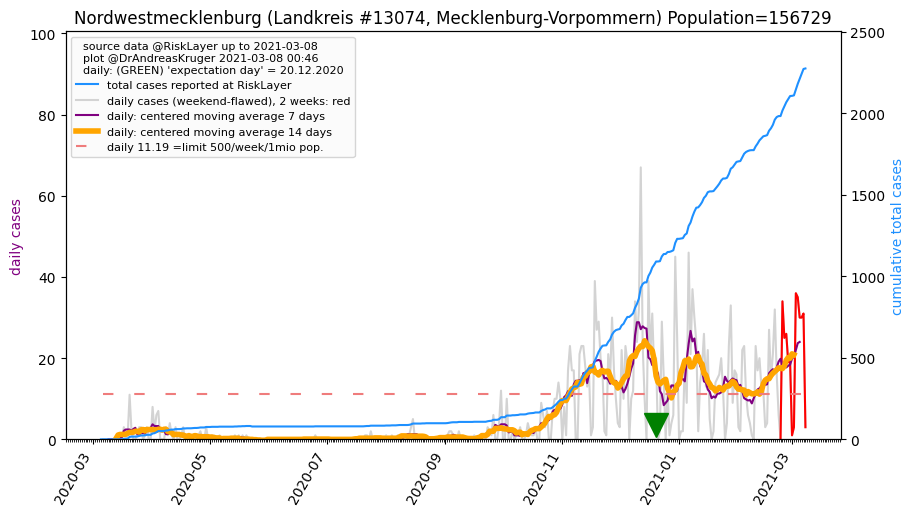 Nordwestmecklenburg (Landkreis #13074, Mecklenburg-Vorpommern) Population=156729
source data @RiskLayer up to 2021-03-08
plot @DrAndreasKruger 2021-03-08 00:46
daily: (GREEN) 'expectation day' = 20.12.2020
total cases reported at RiskLayer
daily cases (weekend-flawed), 2 weeks: red
daily: centered moving average 7 days
daily: centered moving average 14 days
daily 11.19 =limit 500/week/1mio pop.
daily cases
100
80
60
40
20
0
cumulative total cases
2500
2000
1500
1000
500
0
2020-03
2020-05
2020-07
2020-09
2020-11
2021-01
2021-03